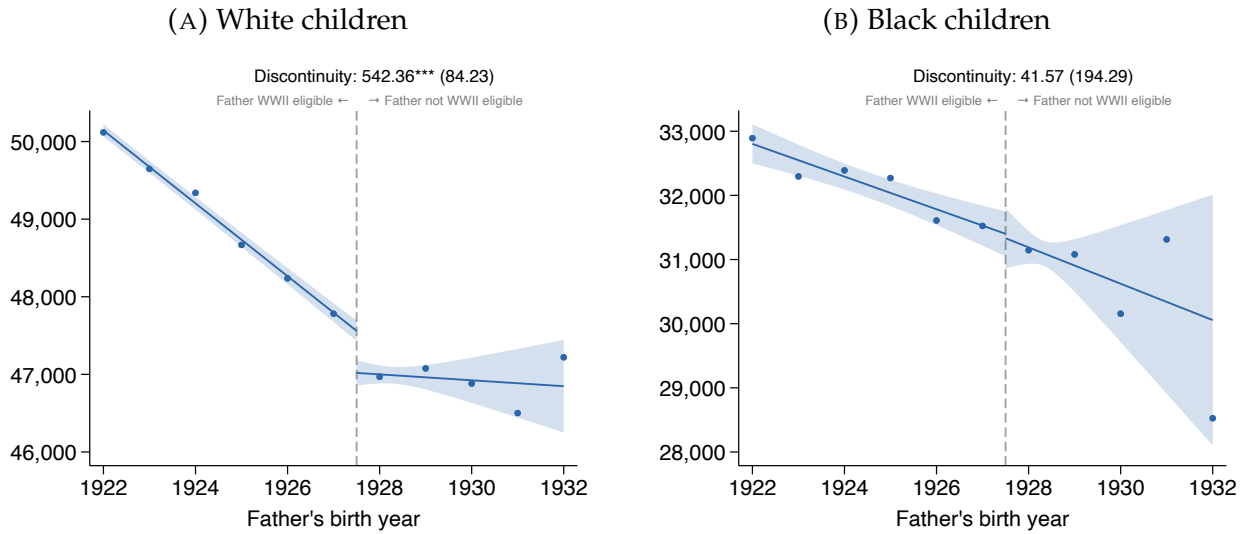 (A) White children
Discontinuity: 542.36*** (84.23)
Father WWII eligible ← → Father not WWII eligible
50,000
49,000
48,000
47,000
46,000
1922 1924 1926 1928 1930 1932
Father's birth year
(B) Black children
Discontinuity: 41.57 (194.29)
Father WWII eligible ← → Father not WWII eligible
33,000
32,000
31,000
30,000
29,000
28,000
1922 1924 1926 1928 1930 1932
Father's birth year